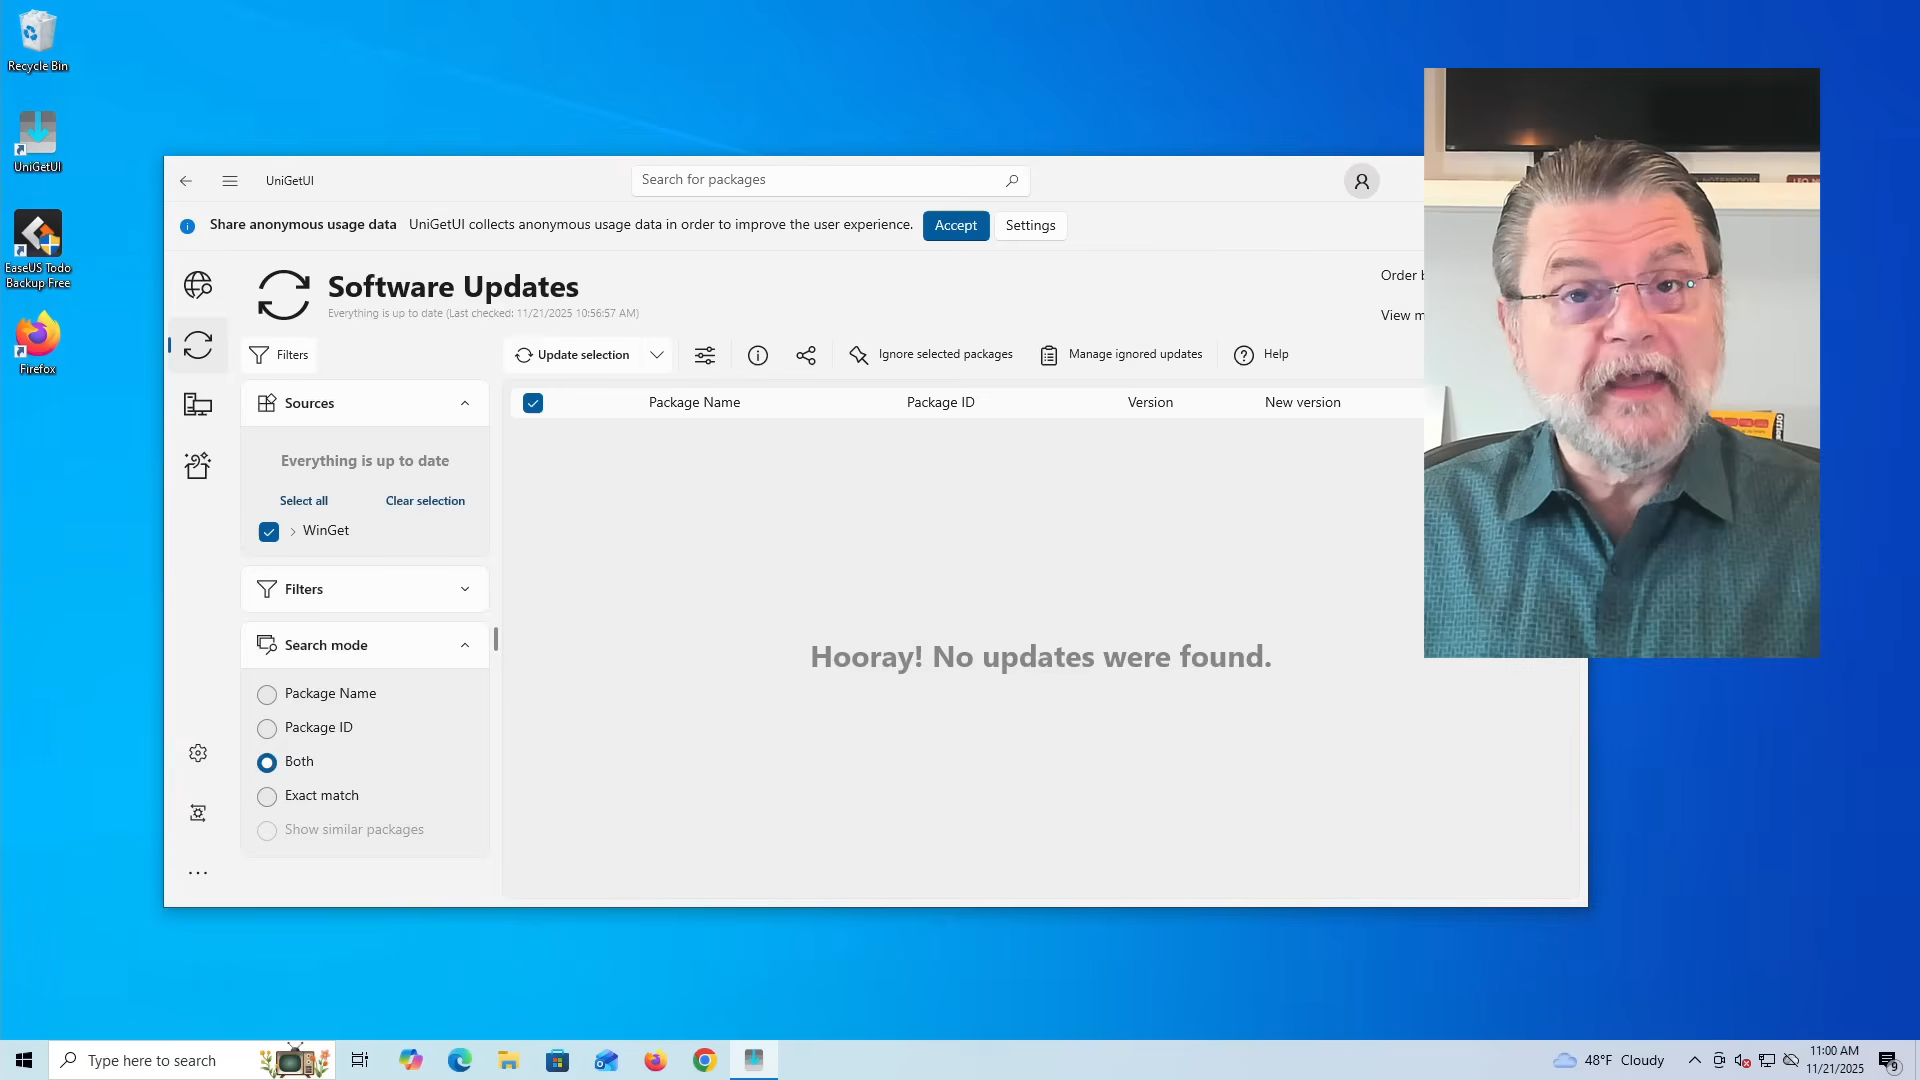 Recycle Bin
UniGetUI
EaseUS Todo
Backup Free
Firefox
UniGetUI
Search for packages
Share anonymous usage data UniGetUI collects anonymous usage data in order to improve the user experience. Accept Settings
Software Updates
Everything is up to date (Last checked: 11/21/2025 10:56:57 AM)
Order
View
Filters
Update selection
Ignore selected packages
Manage ignored updates
Help
Sources
Everything is up to date
Select all Clear selection
WinGet
Filters
Search mode
Package Name
Package ID
Both
Exact match
Show similar packages
Package Name Package ID Version New version
Hooray! No updates were found.
Type here to search
48°F Cloudy
11:00 AM
11/21/2025
9